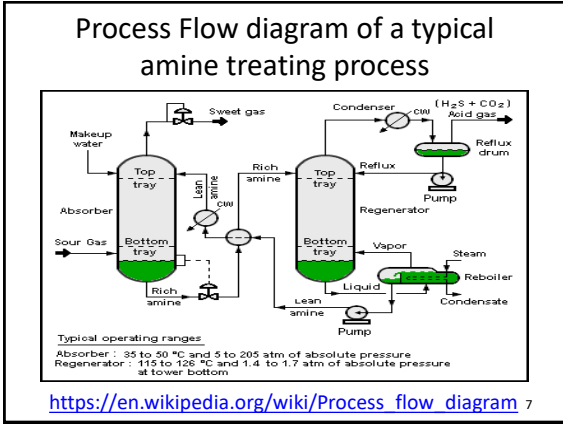 Process Flow diagram of a typical
amine treating process
Sweet gas
Condenser
CW
(H₂S + CO₂)
Acid gas
Reflux
drum
Makeup
water
Top
tray
Lean
amine
Rich
amine
Top
tray
Reflux
Pump
CW
Absorber
Regenerator
Sour Gas
Bottom
tray
Bottom
tray
Vapor
Steam
Reboiler
Rich
amine
Liquid
Lean
amine
Condensate
Pump
Typical operating ranges
Absorber : 35 to 50 °C and 5 to 205 atm of absolute pressure
Regenerator : 115 to 126 °C and 1.4 to 1.7 atm of absolute pressure
at tower bottom
https://en.wikipedia.org/wiki/Process_flow_diagram 7